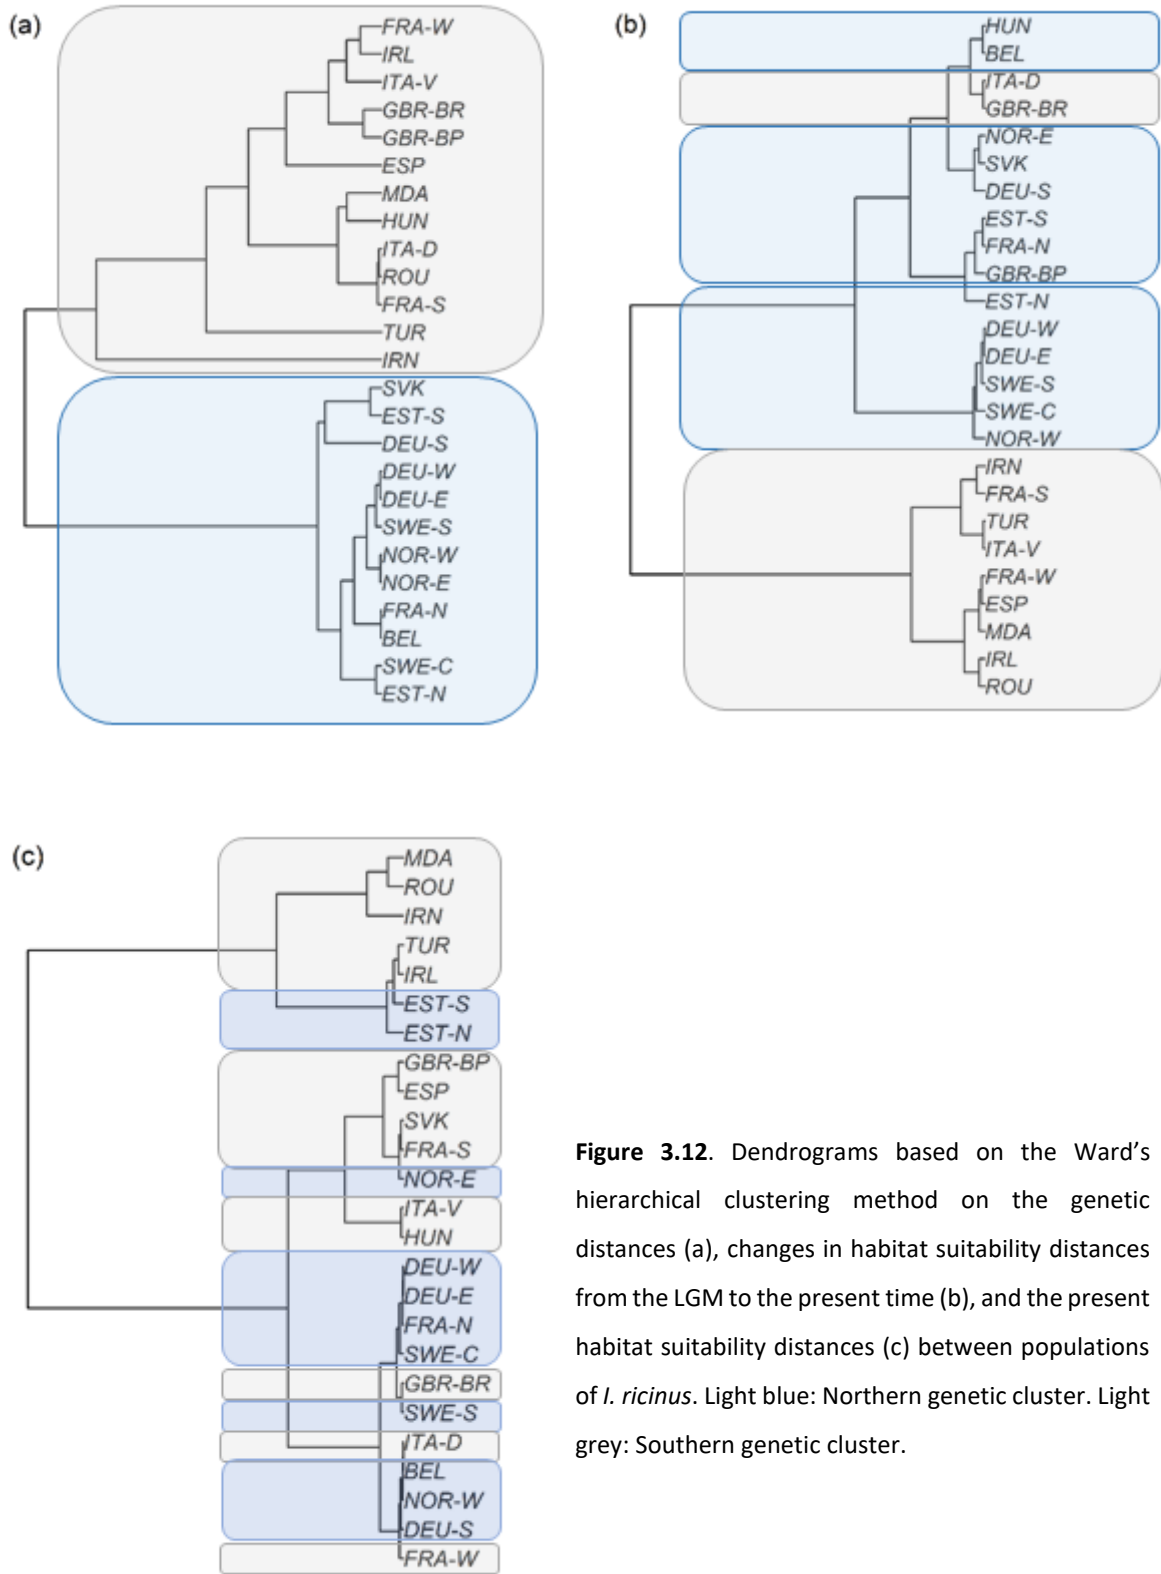 (a)
FRA-W
IRL
ITA-V
GBR-BR
GBR-BP
ESP
MDA
HUN
ITA-D
ROU
FRA-S
TUR
IRN
SVK
EST-S
DEU-S
DEU-W
DEU-E
SWE-S
NOR-W
NOR-E
FRA-N
BEL
SWE-C
EST-N
(b)
HUN
BEL
ITA-D
GBR-BR
NOR-E
SVK
DEU-S
EST-S
FRA-N
GBR-BP
EST-N
DEU-W
DEU-E
SWE-S
SWE-C
NOR-W
IRN
FRA-S
TUR
ITA-V
FRA-W
ESP
MDA
IRL
ROU
(c)
MDA
ROU
IRN
TUR
IRL
EST-S
EST-N
GBR-BP
ESP
SVK
FRA-S
NOR-E
ITA-V
HUN
DEU-W
DEU-E
FRA-N
SWE-C
GBR-BR
SWE-S
ITA-D
BEL
NOR-W
DEU-S
FRA-W
Figure 3.12. Dendrograms based on the Ward’s
hierarchical clustering method on the genetic
distances (a), changes in habitat suitability distances
from the LGM to the present time (b), and the present
habitat suitability distances (c) between populations
of I. ricinus. Light blue: Northern genetic cluster. Light
grey: Southern genetic cluster.